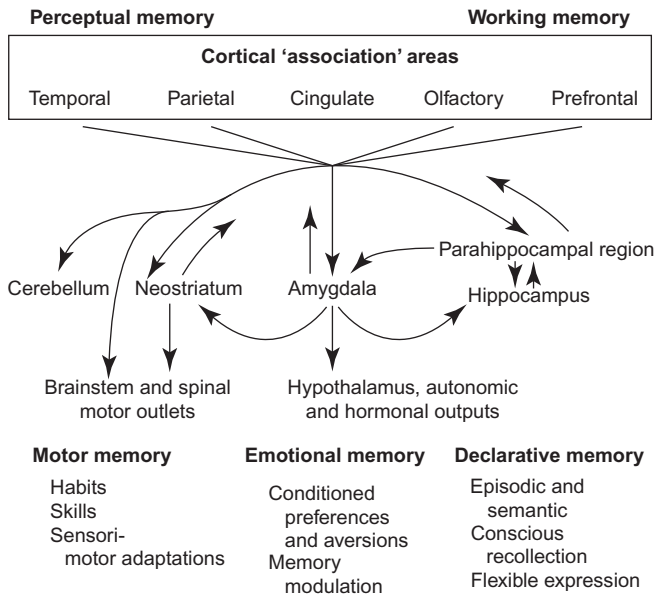 Perceptual memory Working memory
Cortical ‘association’ areas
Temporal Parietal Cingulate Olfactory Prefrontal
Parahippocampal region
Cerebellum Neostriatum Amygdala Hippocampus
Brainstem and spinal
motor outlets
Hypothalamus, autonomic
and hormonal outputs
Motor memory
Habits
Skills
Sensori-
motor adaptations
Emotional memory
Conditioned
preferences
and aversions
Memory
modulation
Declarative memory
Episodic and
semantic
Conscious
recollection
Flexible expression